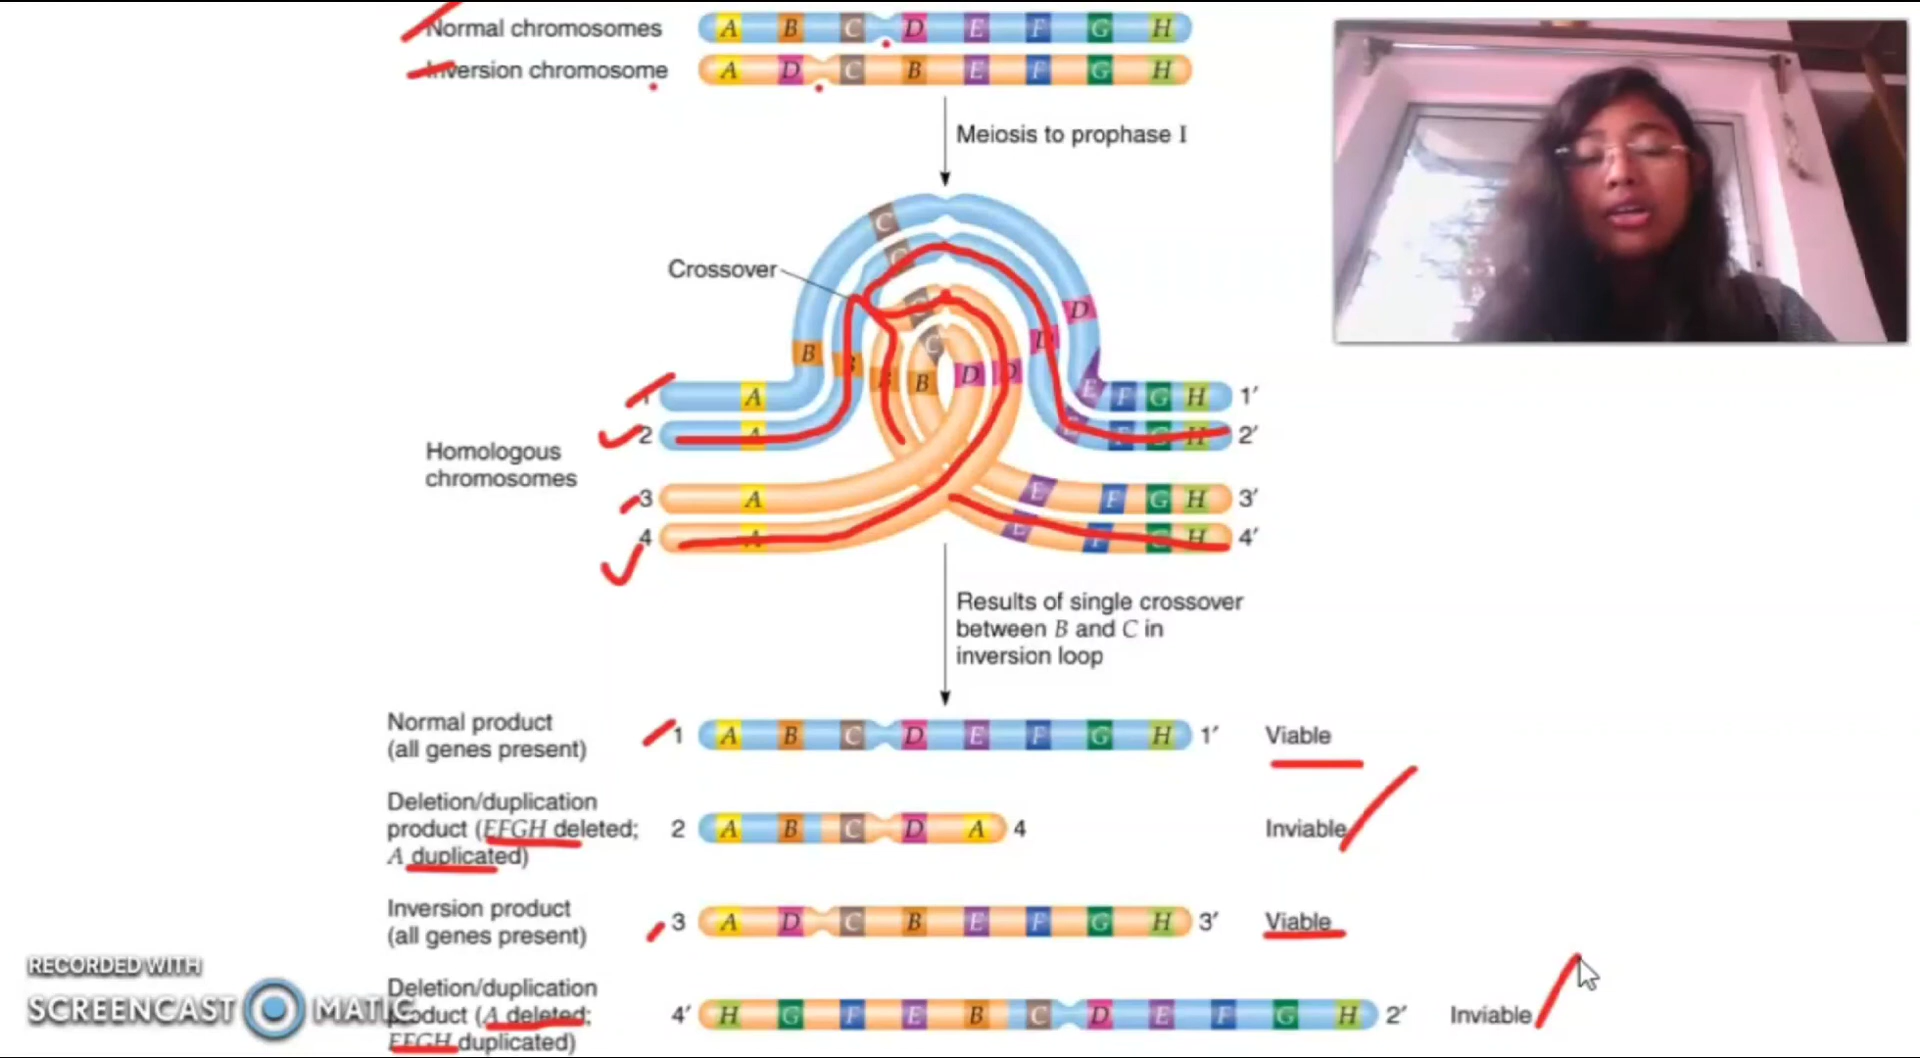 Normal chromosomes
A B C D E F G H
Inversion chromosome
A D C B E F G H
Meiosis to prophase I
C
C
Crossover
C
C
D
D
B B B B D D
1 A E F G H 1′
2 A E F G H 2′
Homologous
chromosomes
3 A E F G H 3′
4 A E F G H 4′
Results of single crossover
between B and C in
inversion loop
Normal product
(all genes present)
1 A B C D E F G H 1′
Viable
Deletion/duplication
product (EFGH deleted;
A duplicated)
2 A B C D A 4
Inviable
Inversion product
(all genes present)
3 A D C B E F G H 3′
Viable
Deletion/duplication
product (A deleted;
EFGH duplicated)
4′ H G F E B C D E F G H 2′
Inviable
RECORDED WITH
SCREENCAST MATIC